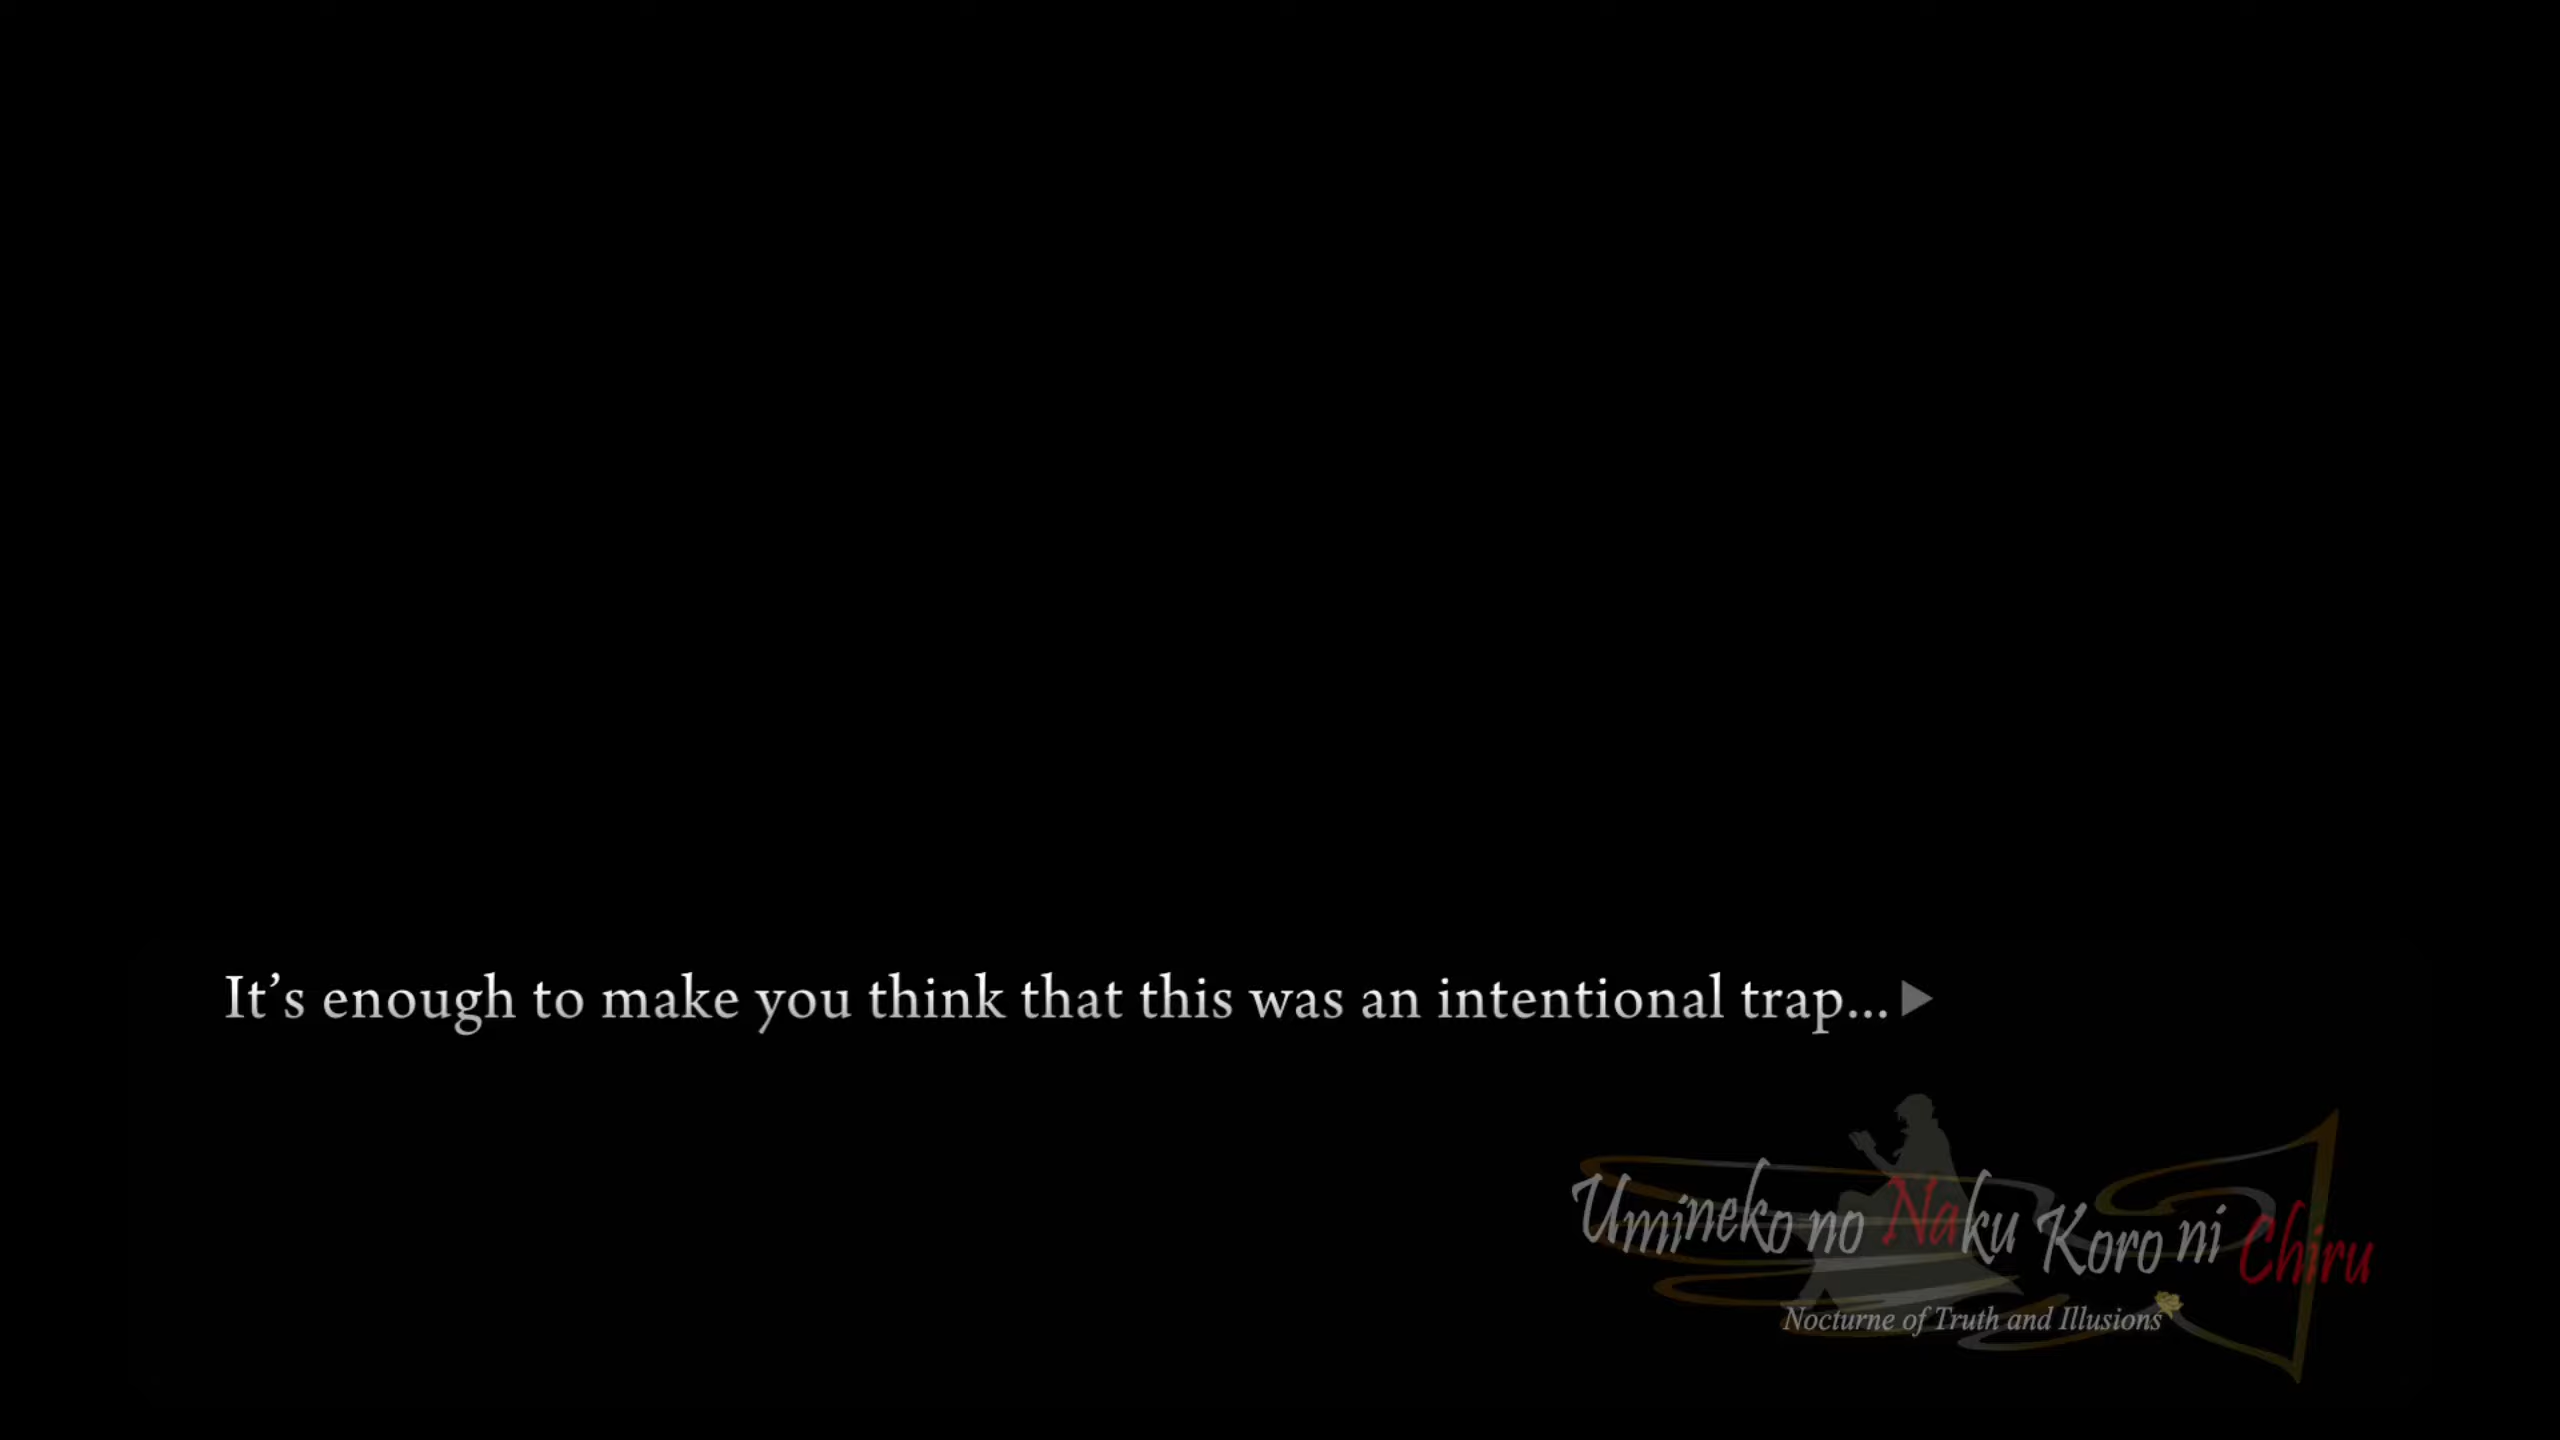 It’s enough to make you think that this was an intentional trap...
Umineko no Naku Koro ni Chiru
Nocturne of Truth and Illusions